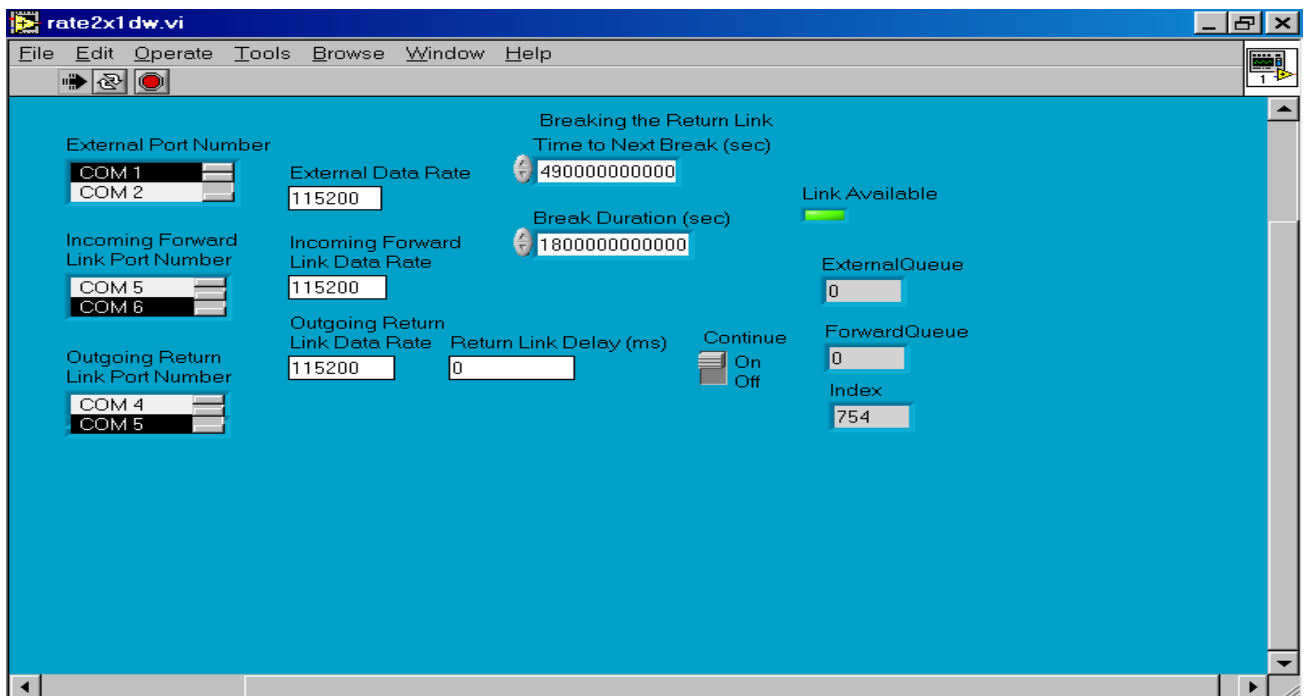 rate2x1dw.vi
File Edit Operate Tools Browse Window Help
1
External Port Number
COM 1
COM 2
Incoming Forward
Link Port Number
COM 5
COM 6
Outgoing Return
Link Port Number
COM 4
COM 5
External Data Rate
115200
Incoming Forward
Link Data Rate
115200
Outgoing Return
Link Data Rate
115200
Return Link Delay (ms)
0
Breaking the Return Link
Time to Next Break (sec)
490000000000
Break Duration (sec)
1800000000000
Continue
On
Off
Link Available
ExternalQueue
0
ForwardQueue
0
Index
754